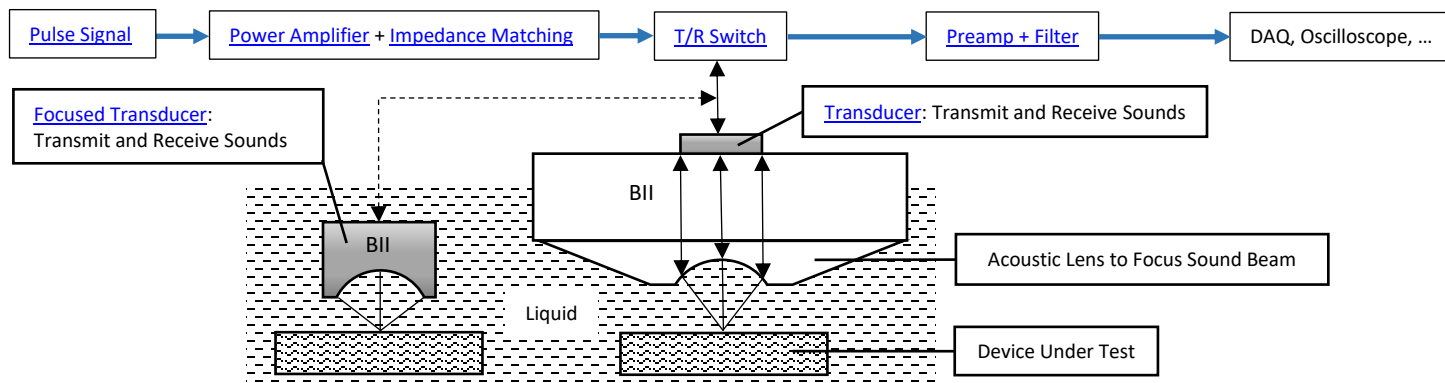 Pulse Signal
Power Amplifier + Impedance Matching
T/R Switch
Preamp + Filter
DAQ, Oscilloscope, …
Focused Transducer:
Transmit and Receive Sounds
Transducer: Transmit and Receive Sounds
BII
BII
Acoustic Lens to Focus Sound Beam
Liquid
Device Under Test